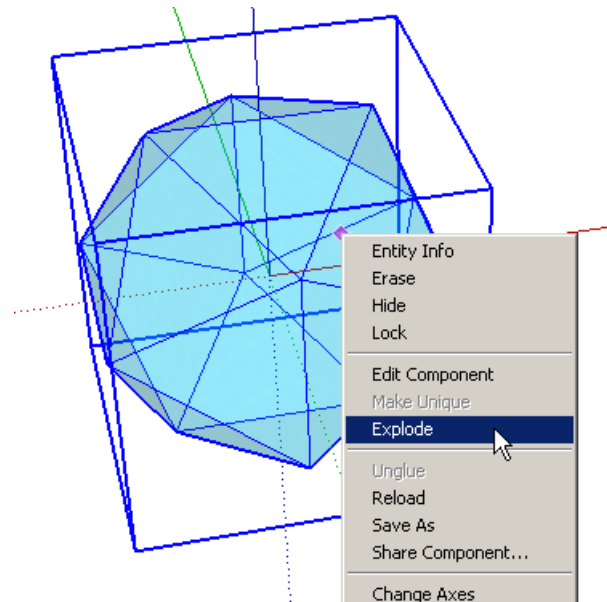 Entity Info
Erase
Hide
Lock
Edit Component
Make Unique
Explode
Unglue
Reload
Save As
Share Component...
Change Axes